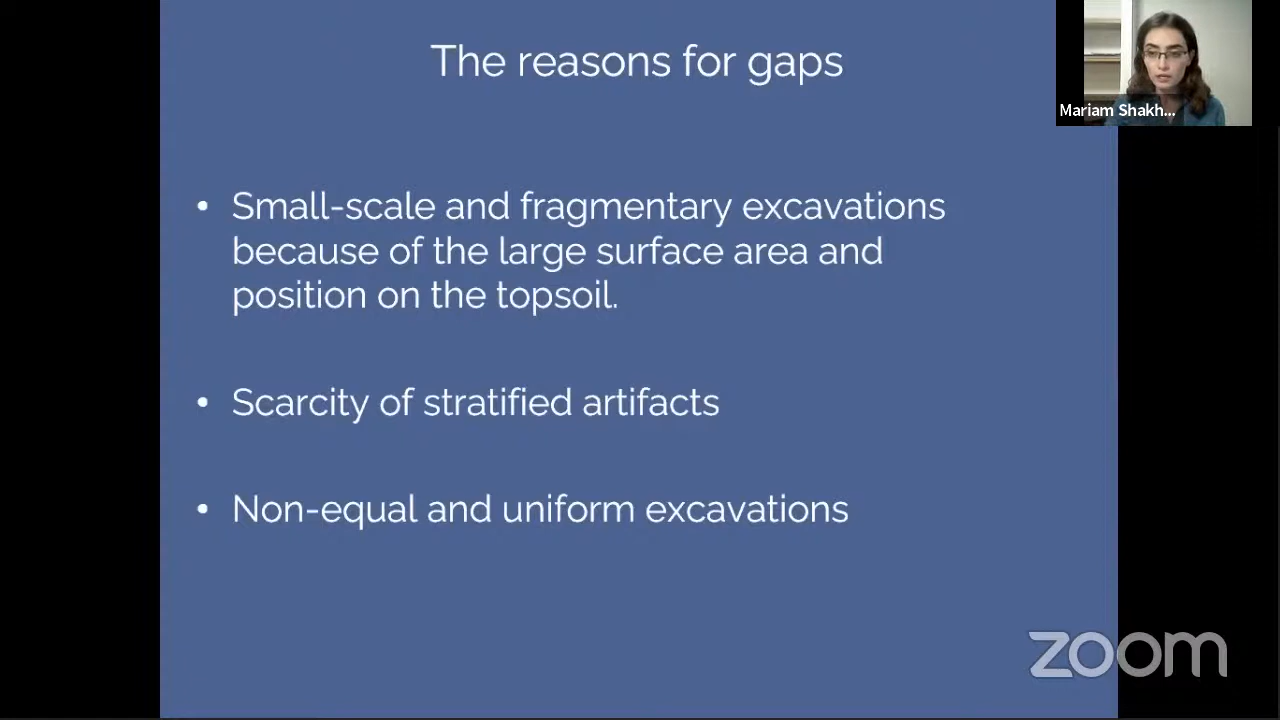 The reasons for gaps
Mariam Shakh...
• Small-scale and fragmentary excavations
because of the large surface area and
position on the topsoil.
• Scarcity of stratified artifacts
• Non-equal and uniform excavations
zoom